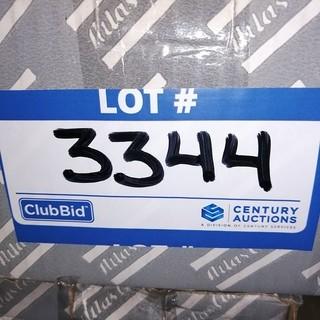 LOT #
3344
ClubBid
CENTURY
AUCTIONS
A DIVISION OF CENTURY SERVICES